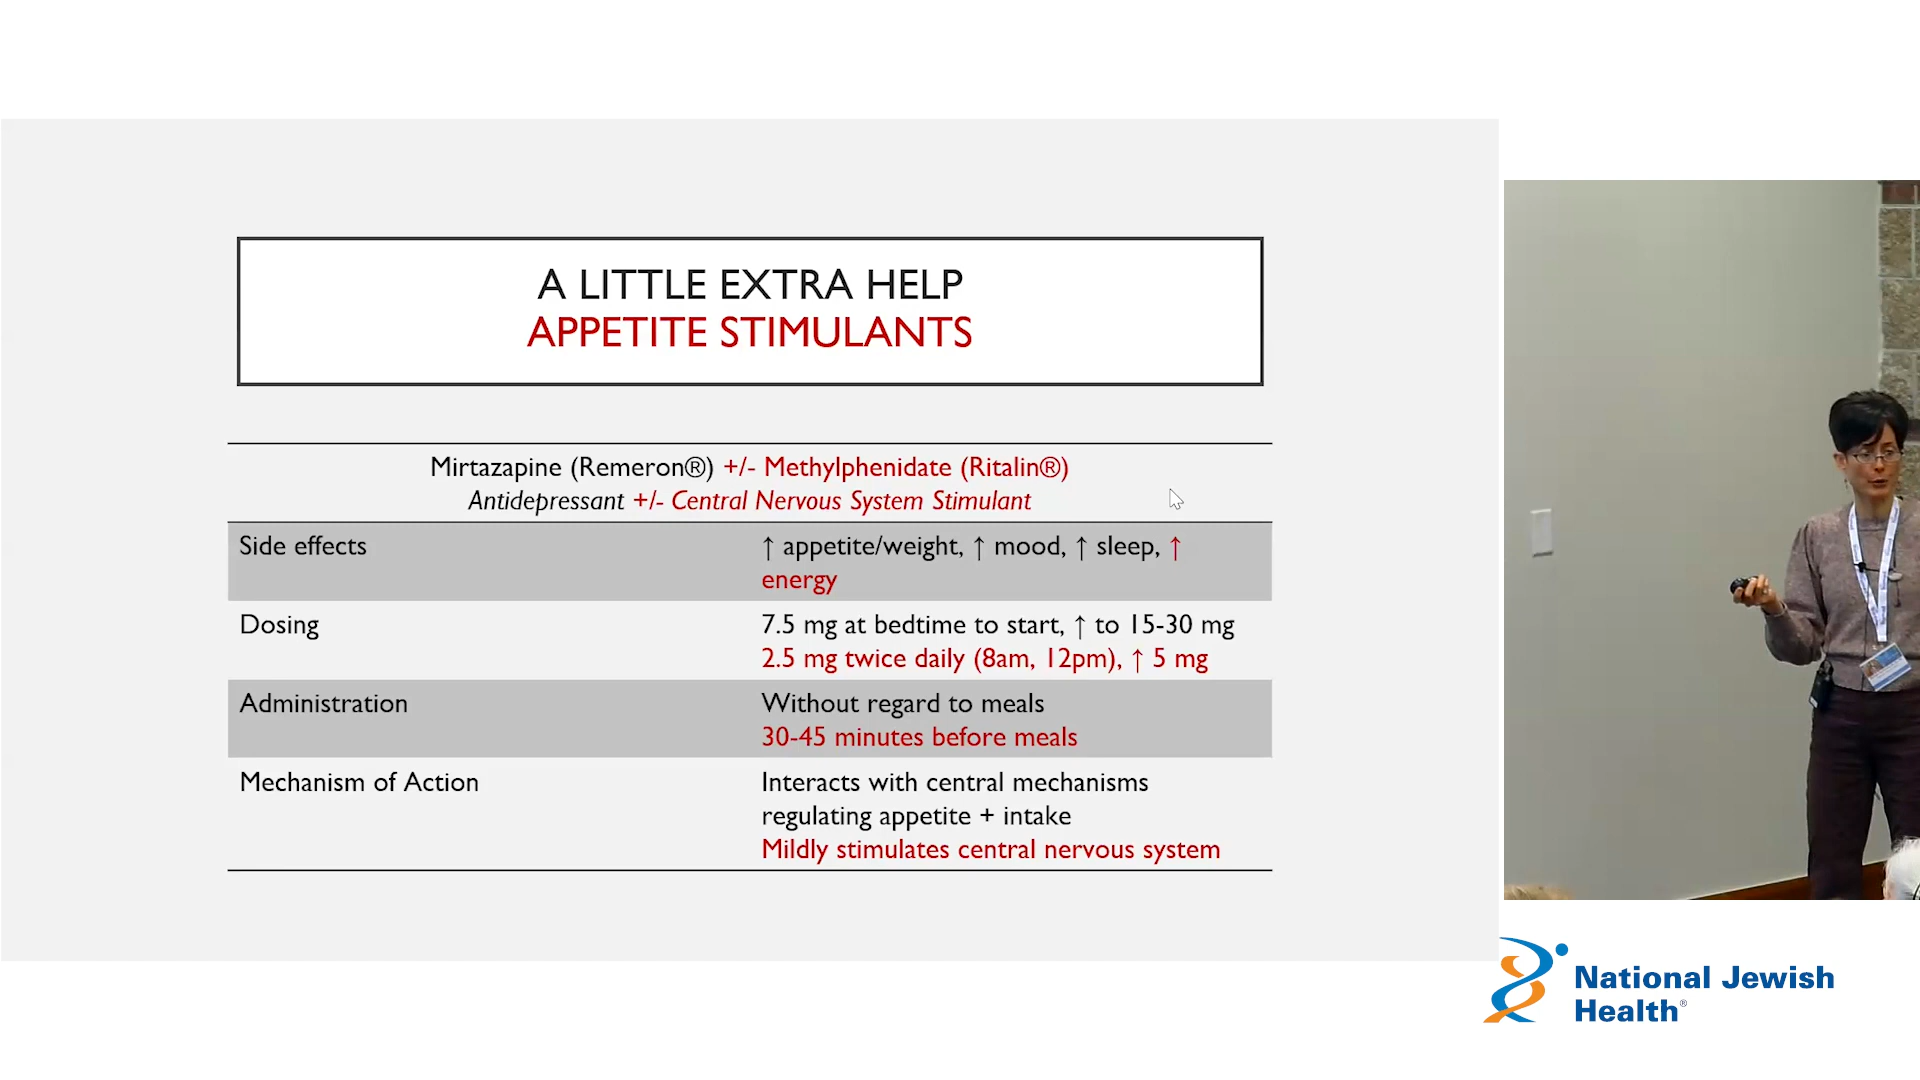 A LITTLE EXTRA HELP
APPETITE STIMULANTS
Mirtazapine (Remeron®) +/- Methylphenidate (Ritalin®)
Antidepressant +/- Central Nervous System Stimulant
Side effects
↑ appetite/weight, ↑ mood, ↑ sleep, ↑
energy
Dosing
7.5 mg at bedtime to start, ↑ to 15-30 mg
2.5 mg twice daily (8am, 12pm), ↑ 5 mg
Administration
Without regard to meals
30-45 minutes before meals
Mechanism of Action
Interacts with central mechanisms
regulating appetite + intake
Mildly stimulates central nervous system
National Jewish
Health®